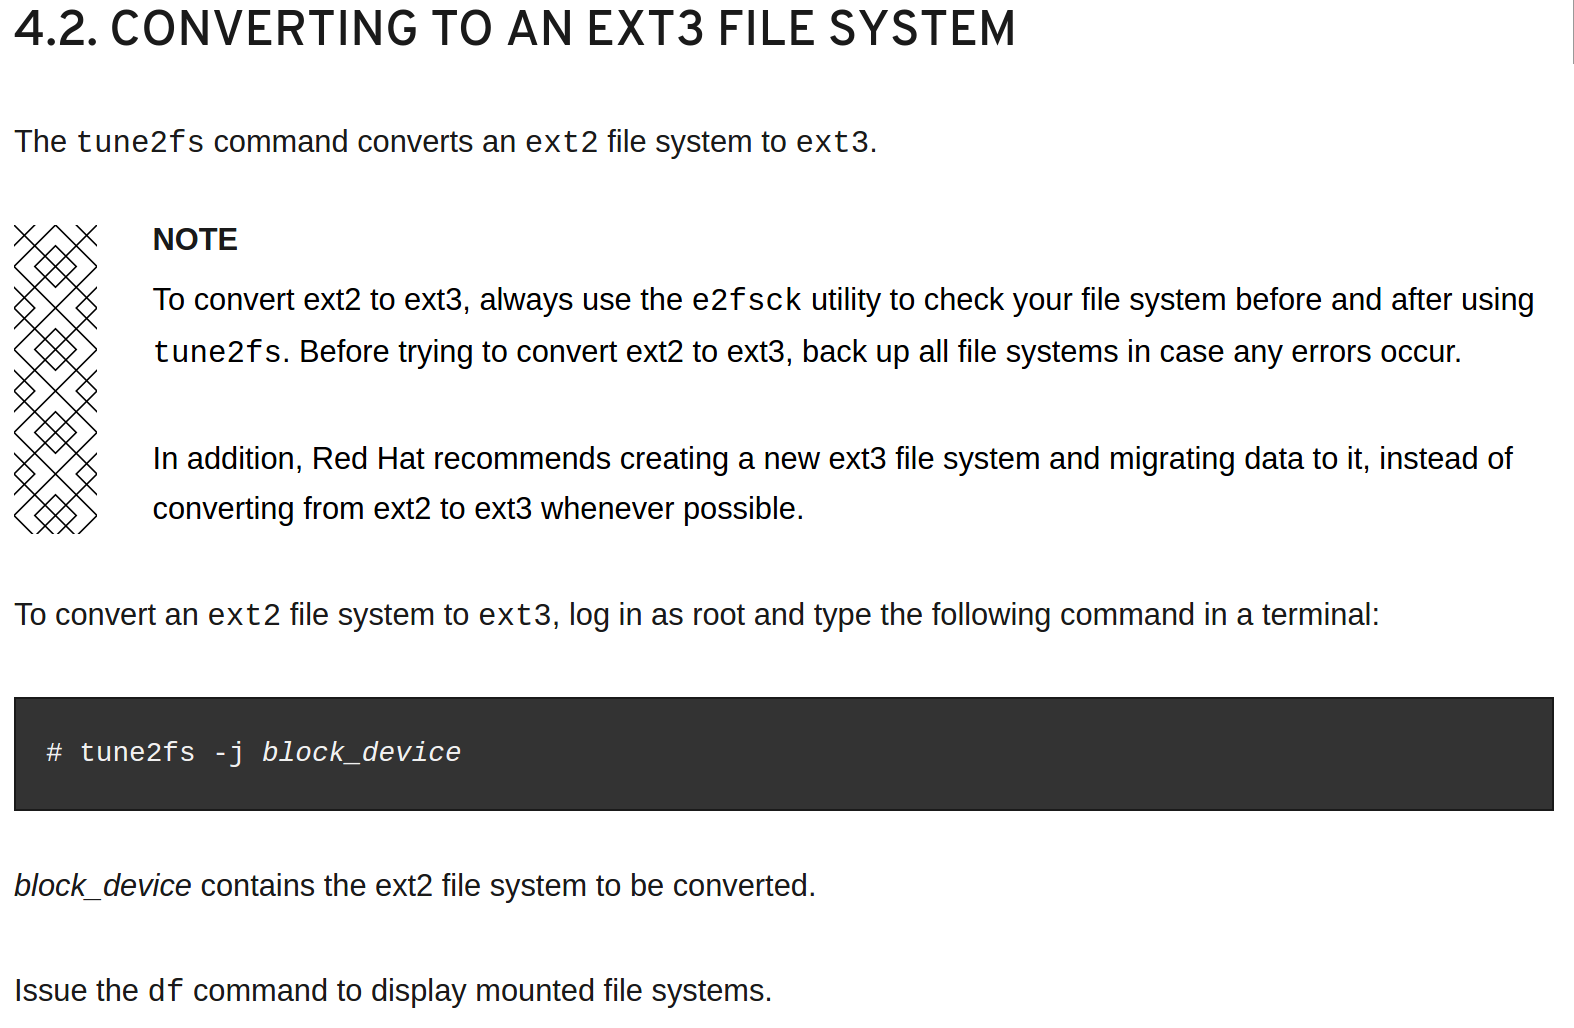 4.2. CONVERTING TO AN EXT3 FILE SYSTEM
The tune2fs command converts an ext2 file system to ext3.
NOTE
To convert ext2 to ext3, always use the e2fsck utility to check your file system before and after using
tune2fs. Before trying to convert ext2 to ext3, back up all file systems in case any errors occur.
In addition, Red Hat recommends creating a new ext3 file system and migrating data to it, instead of
converting from ext2 to ext3 whenever possible.
To convert an ext2 file system to ext3, log in as root and type the following command in a terminal:
# tune2fs -j block_device
block_device contains the ext2 file system to be converted.
Issue the df command to display mounted file systems.